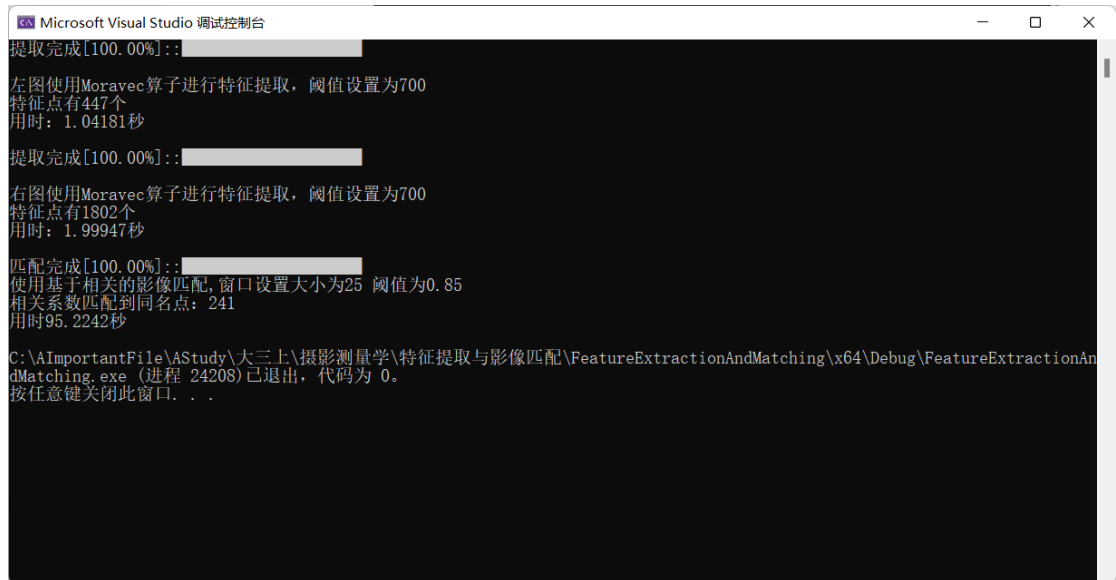 Microsoft Visual Studio 调试控制台
提取完成[100.00%]::
左图使用Moravec算子进行特征提取，阈值设置为700
特征点有447个
用时：1.04181秒
提取完成[100.00%]::
右图使用Moravec算子进行特征提取，阈值设置为700
特征点有1802个
用时：1.99947秒
匹配完成[100.00%]::
使用基于相关的影像匹配,窗口设置大小为25 阈值为0.85
相关系数匹配到同名点：241
用时95.2242秒
C:\AImportantFile\AStudy\大三上\摄影测量学\特征提取与影像匹配\FeatureExtractionAndMatching\x64\Debug\FeatureExtractionAn
dMatching.exe (进程 24208)已退出，代码为 0。
按任意键关闭此窗口. . .